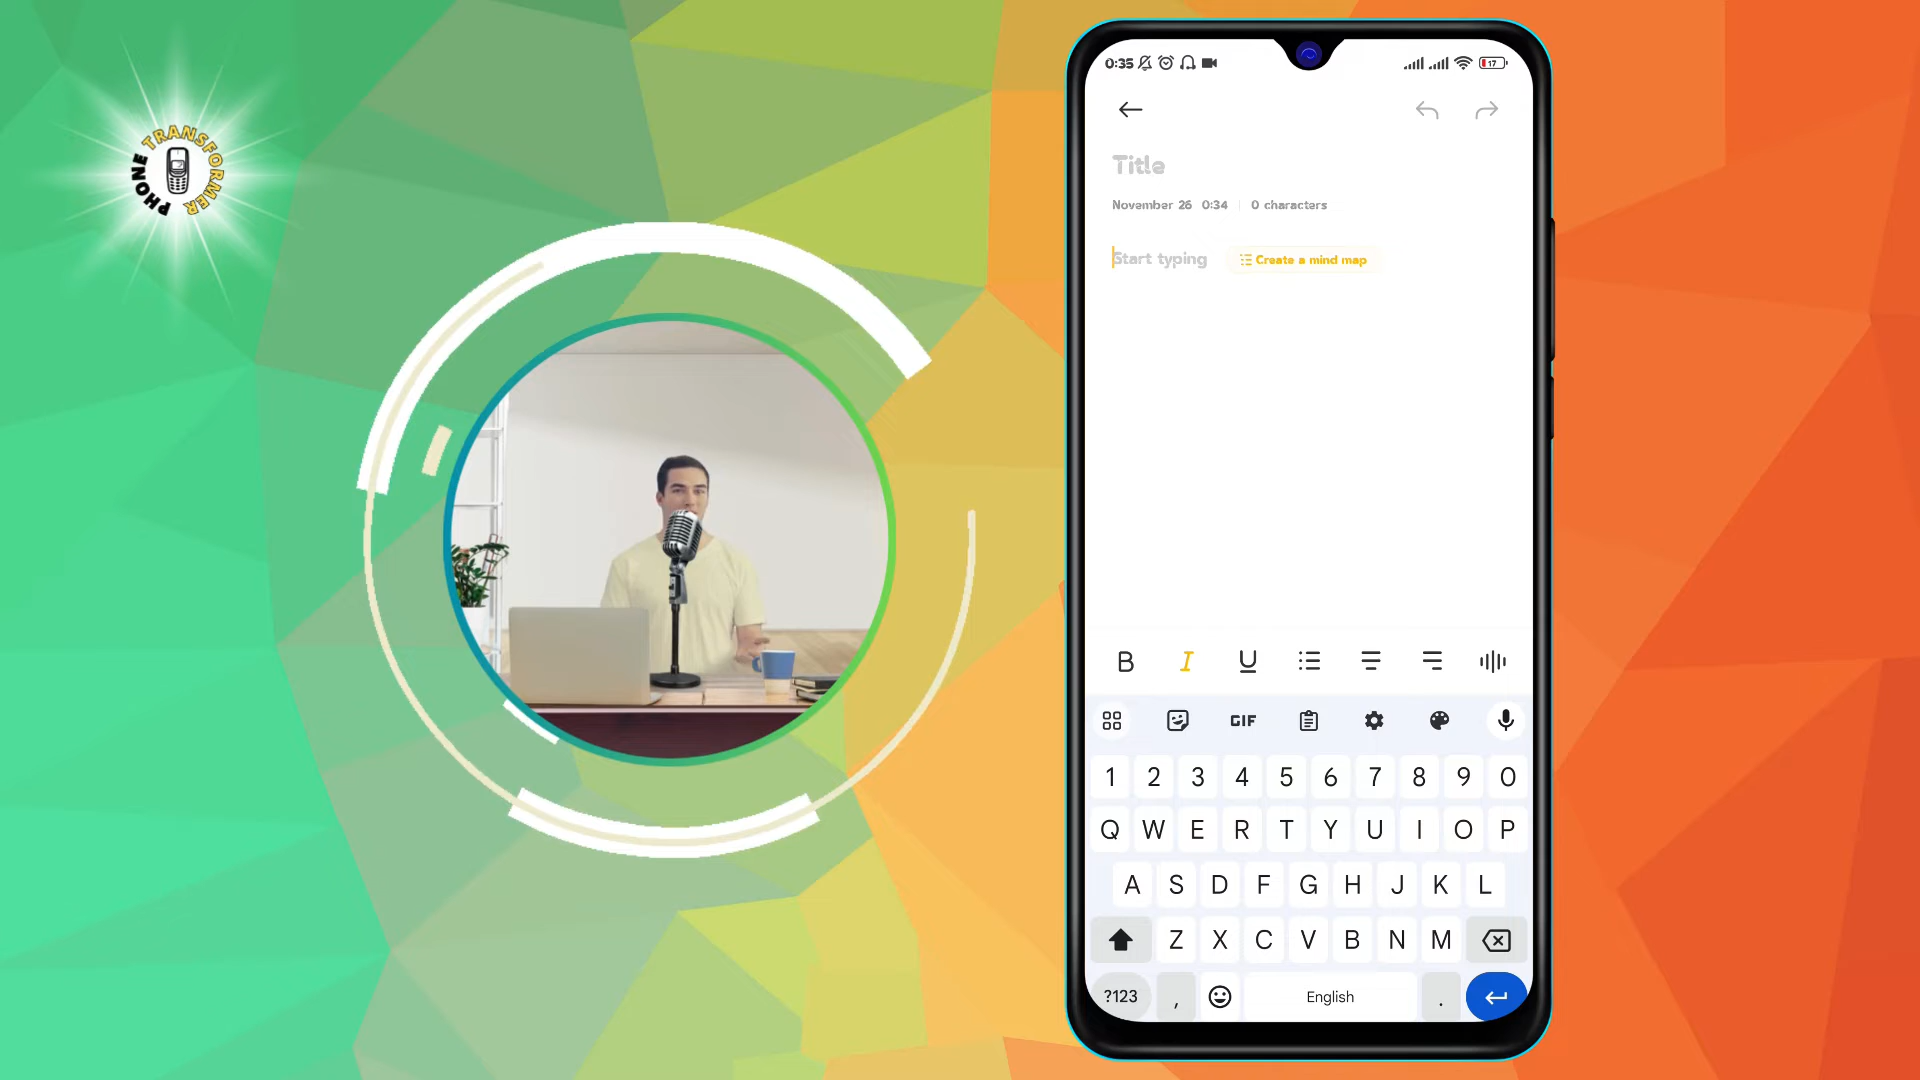 PHONE TRANSFORMER
0:35
17
Title
November 26 0:34 | 0 characters
Start typing
Create a mind map
B I U
GIF
1 2 3 4 5 6 7 8 9 0
Q W E R T Y U I O P
A S D F G H J K L
Z X C V B N M
?123 , English .